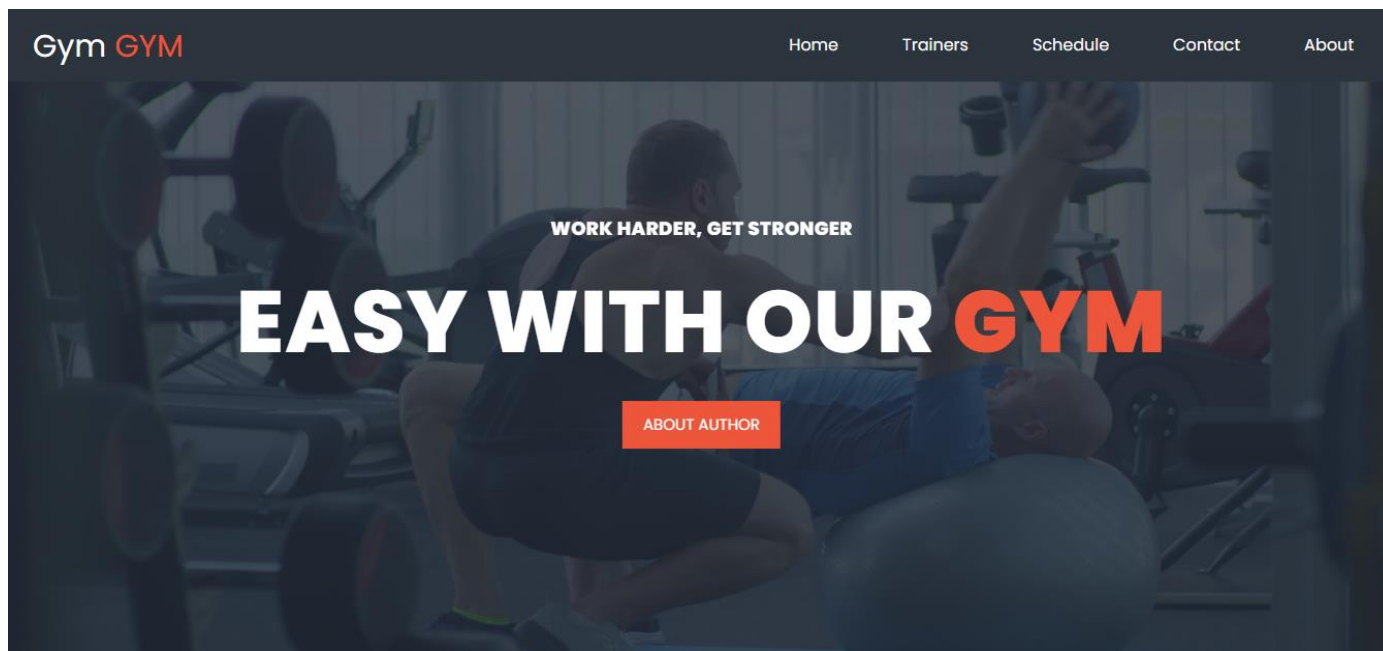 Gym GYM
Home Trainers Schedule Contact About
WORK HARDER, GET STRONGER
EASY WITH OUR GYM
ABOUT AUTHOR